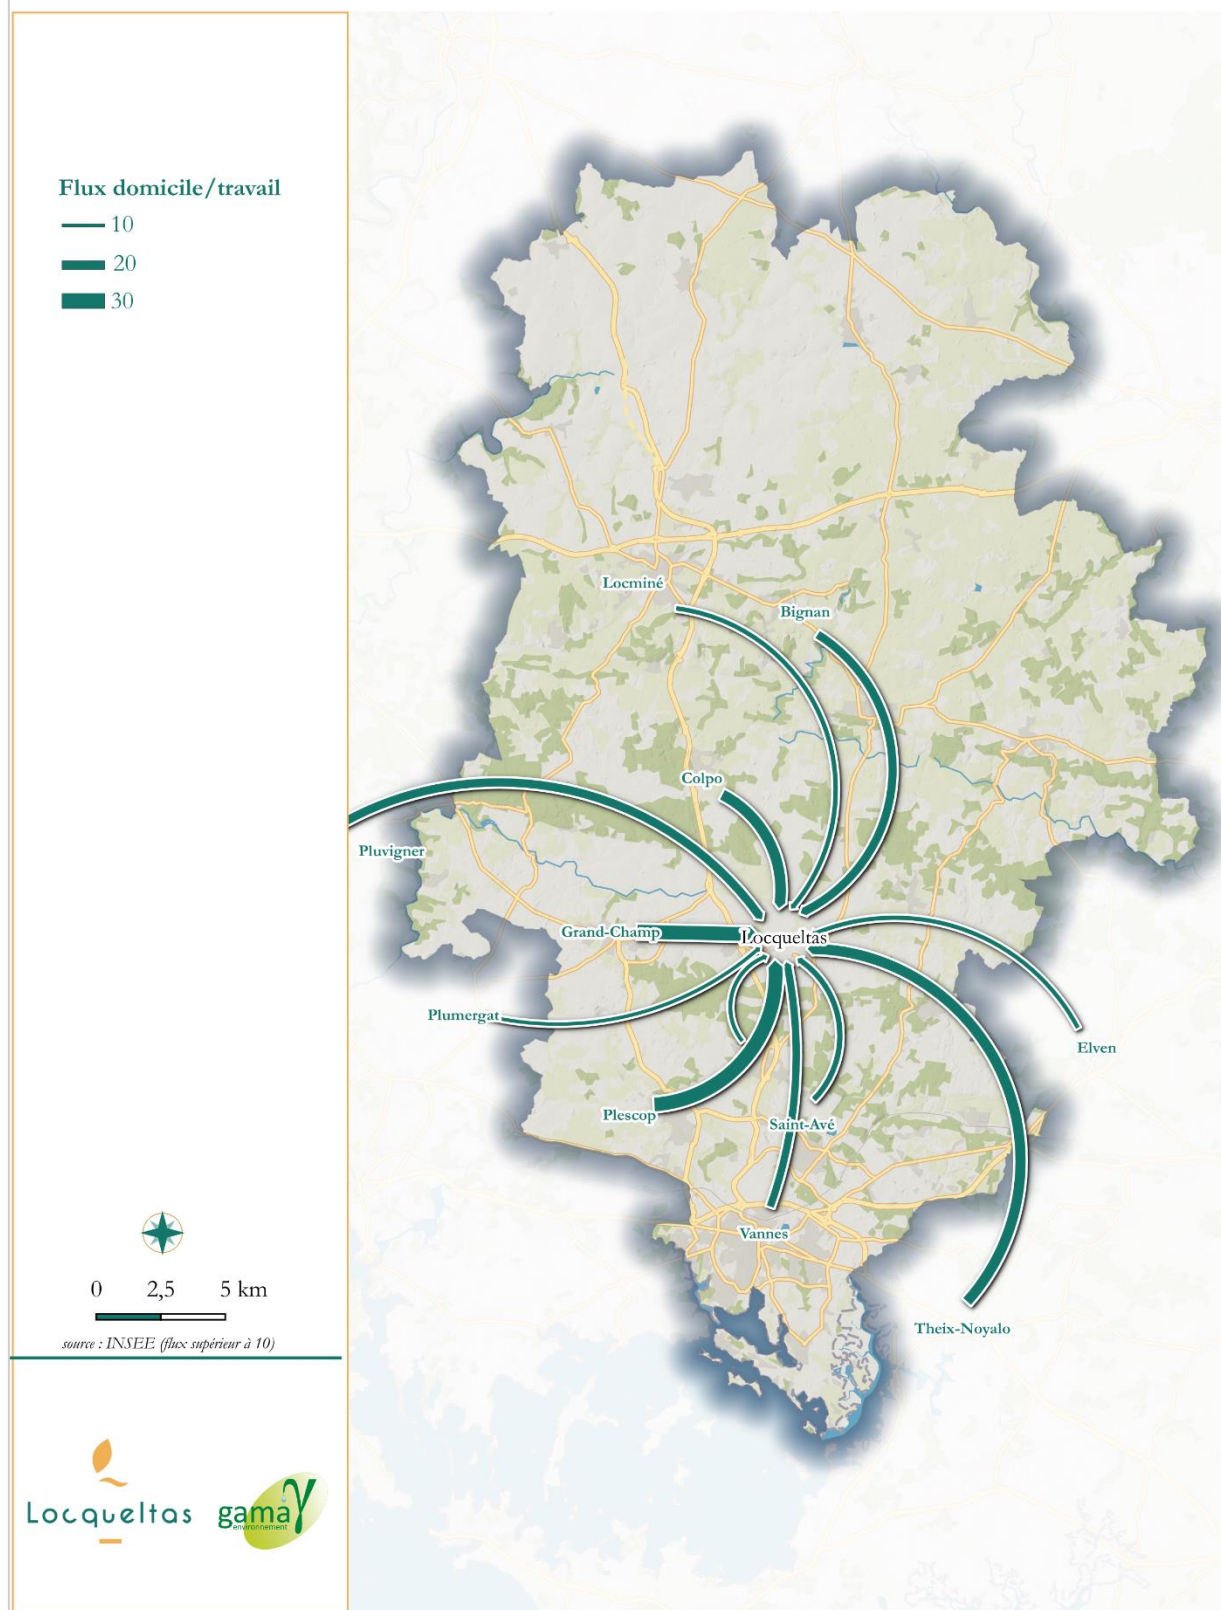 Flux domicile/travail
10
20
30
Locminé
Bignan
Colpo
Pluvigner
Grand-Champ
Locqueltas
Plumergat
Elven
Plescop
Saint-Avé
Vannes
Theix-Noyalo
0 2,5 5 km
source : INSEE (flux supérieur à 10)
Locqueltas
gama
environnement